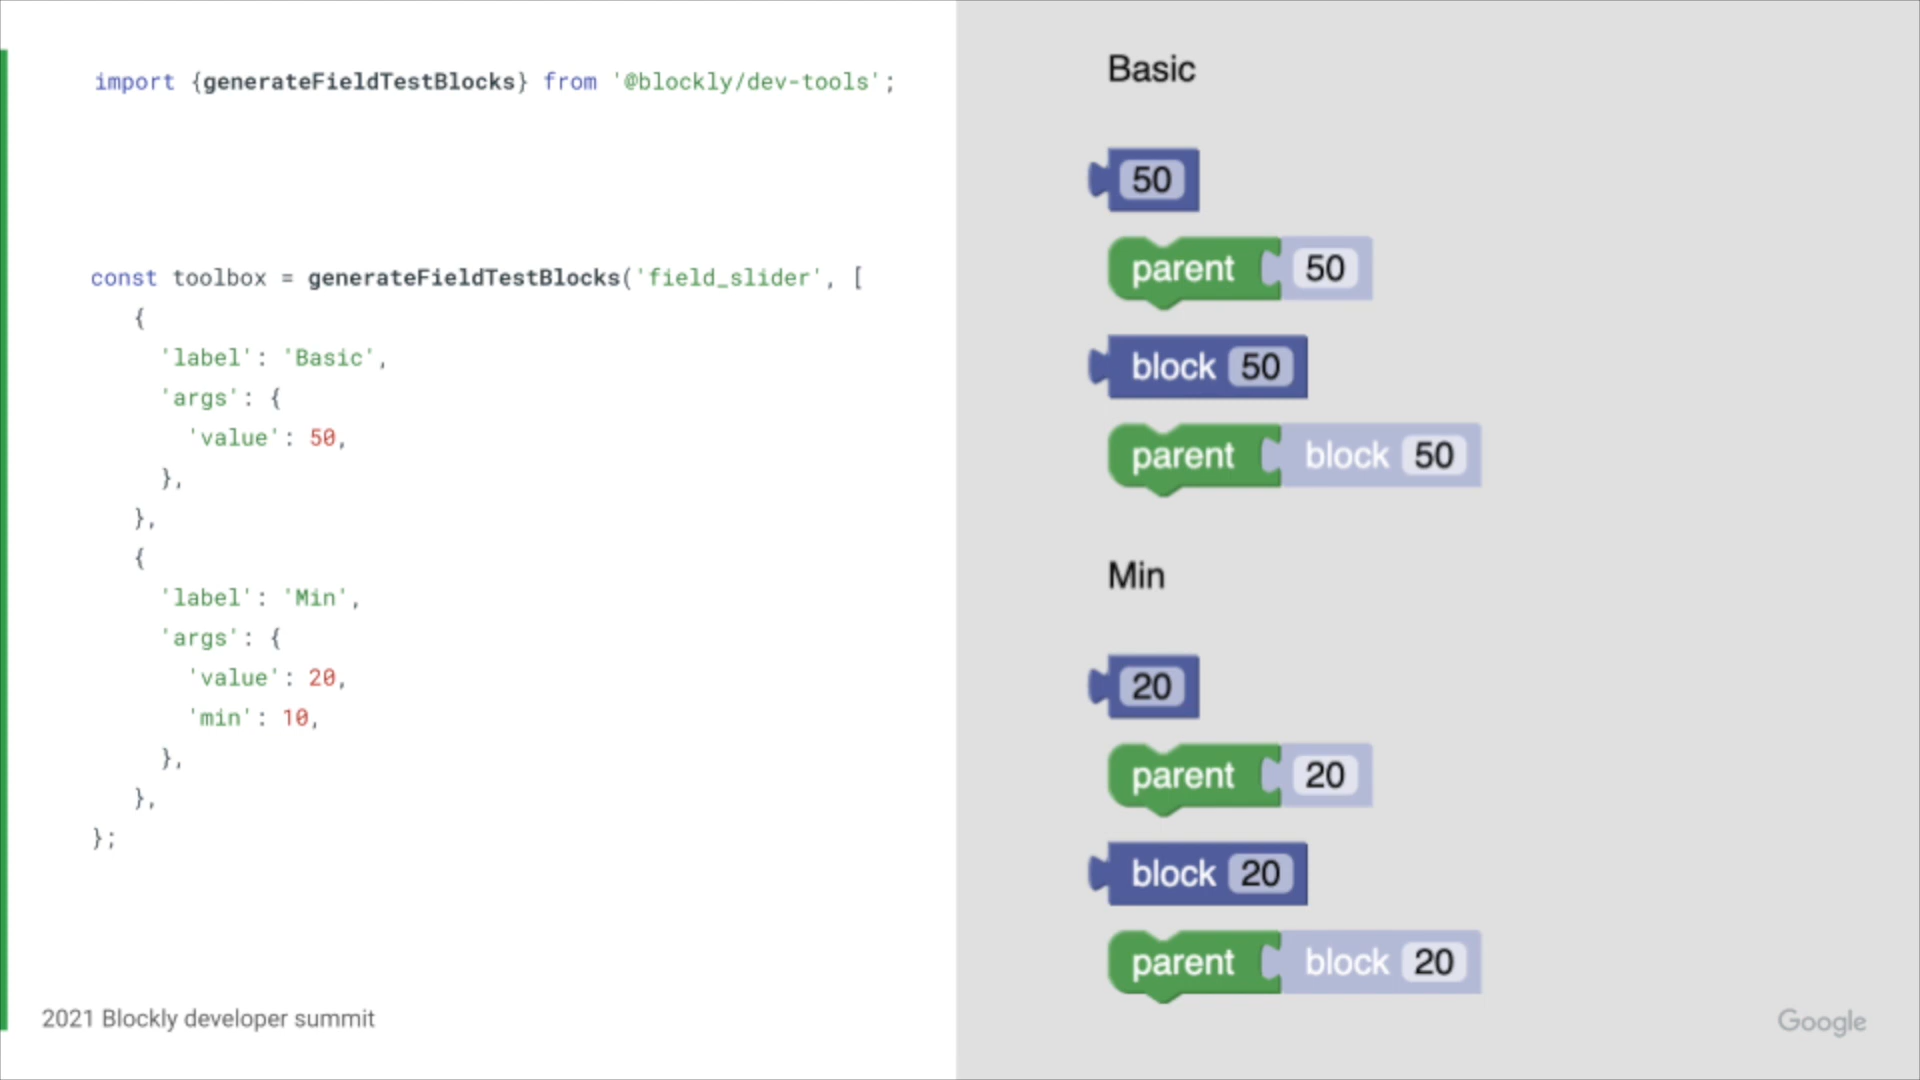 import {generateFieldTestBlocks} from '@blockly/dev-tools';
const toolbox = generateFieldTestBlocks('field_slider', [
{
'label': 'Basic',
'args': {
'value': 50,
},
},
{
'label': 'Min',
'args': {
'value': 20,
'min': 10,
},
},
};
2021 Blockly developer summit
Basic
50
parent 50
block 50
parent block 50
Min
20
parent 20
block 20
parent block 20
Google